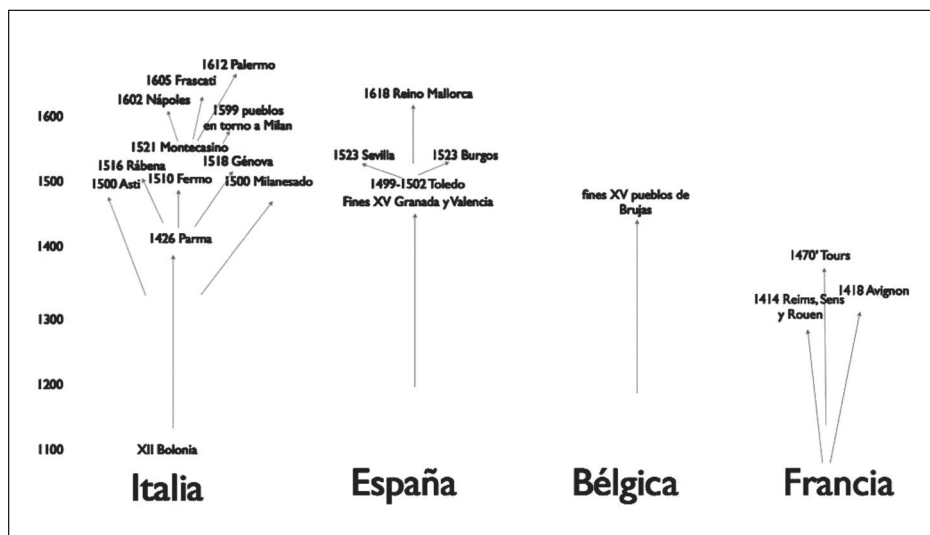 1612 Palermo
1605 Frascati
1602 Nápoles
1599 pueblos
en torno a Milan
1521 Montecasino
1516 Rábena
1518 Génova
1500 Asti
1510 Fermo
1500 Milanesado
1426 Parma
XII Bolonia
Italia
1618 Reino Mallorca
1523 Sevilla
1523 Burgos
1499-1502 Toledo
Fines XV Granada y Valencia
España
fines XV pueblos de
Brujas
Bélgica
1470' Tours
1414 Reims, Sens
y Rouen
1418 Avignon
Francia
1600
1500
1400
1300
1200
1100